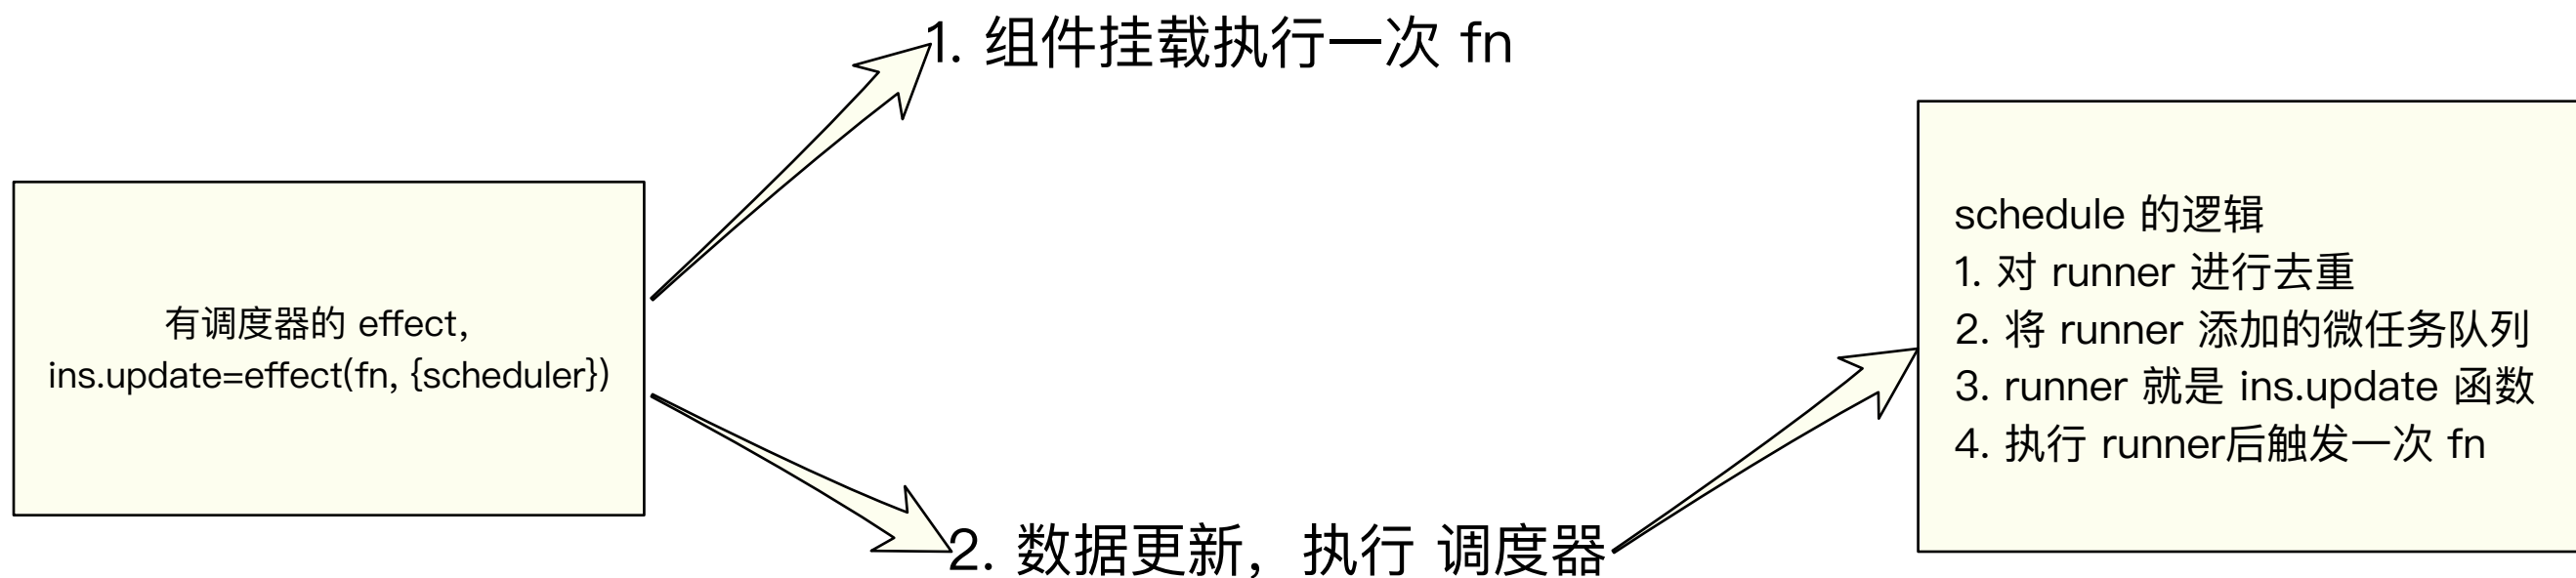 1. 组件挂载执行一次 fn
有调度器的 effect，
ins.update=effect(fn, {scheduler})
2. 数据更新，执行 调度器
schedule 的逻辑
1. 对 runner 进行去重
2. 将 runner 添加的微任务队列
3. runner 就是 ins.update 函数
4. 执行 runner后触发一次 fn